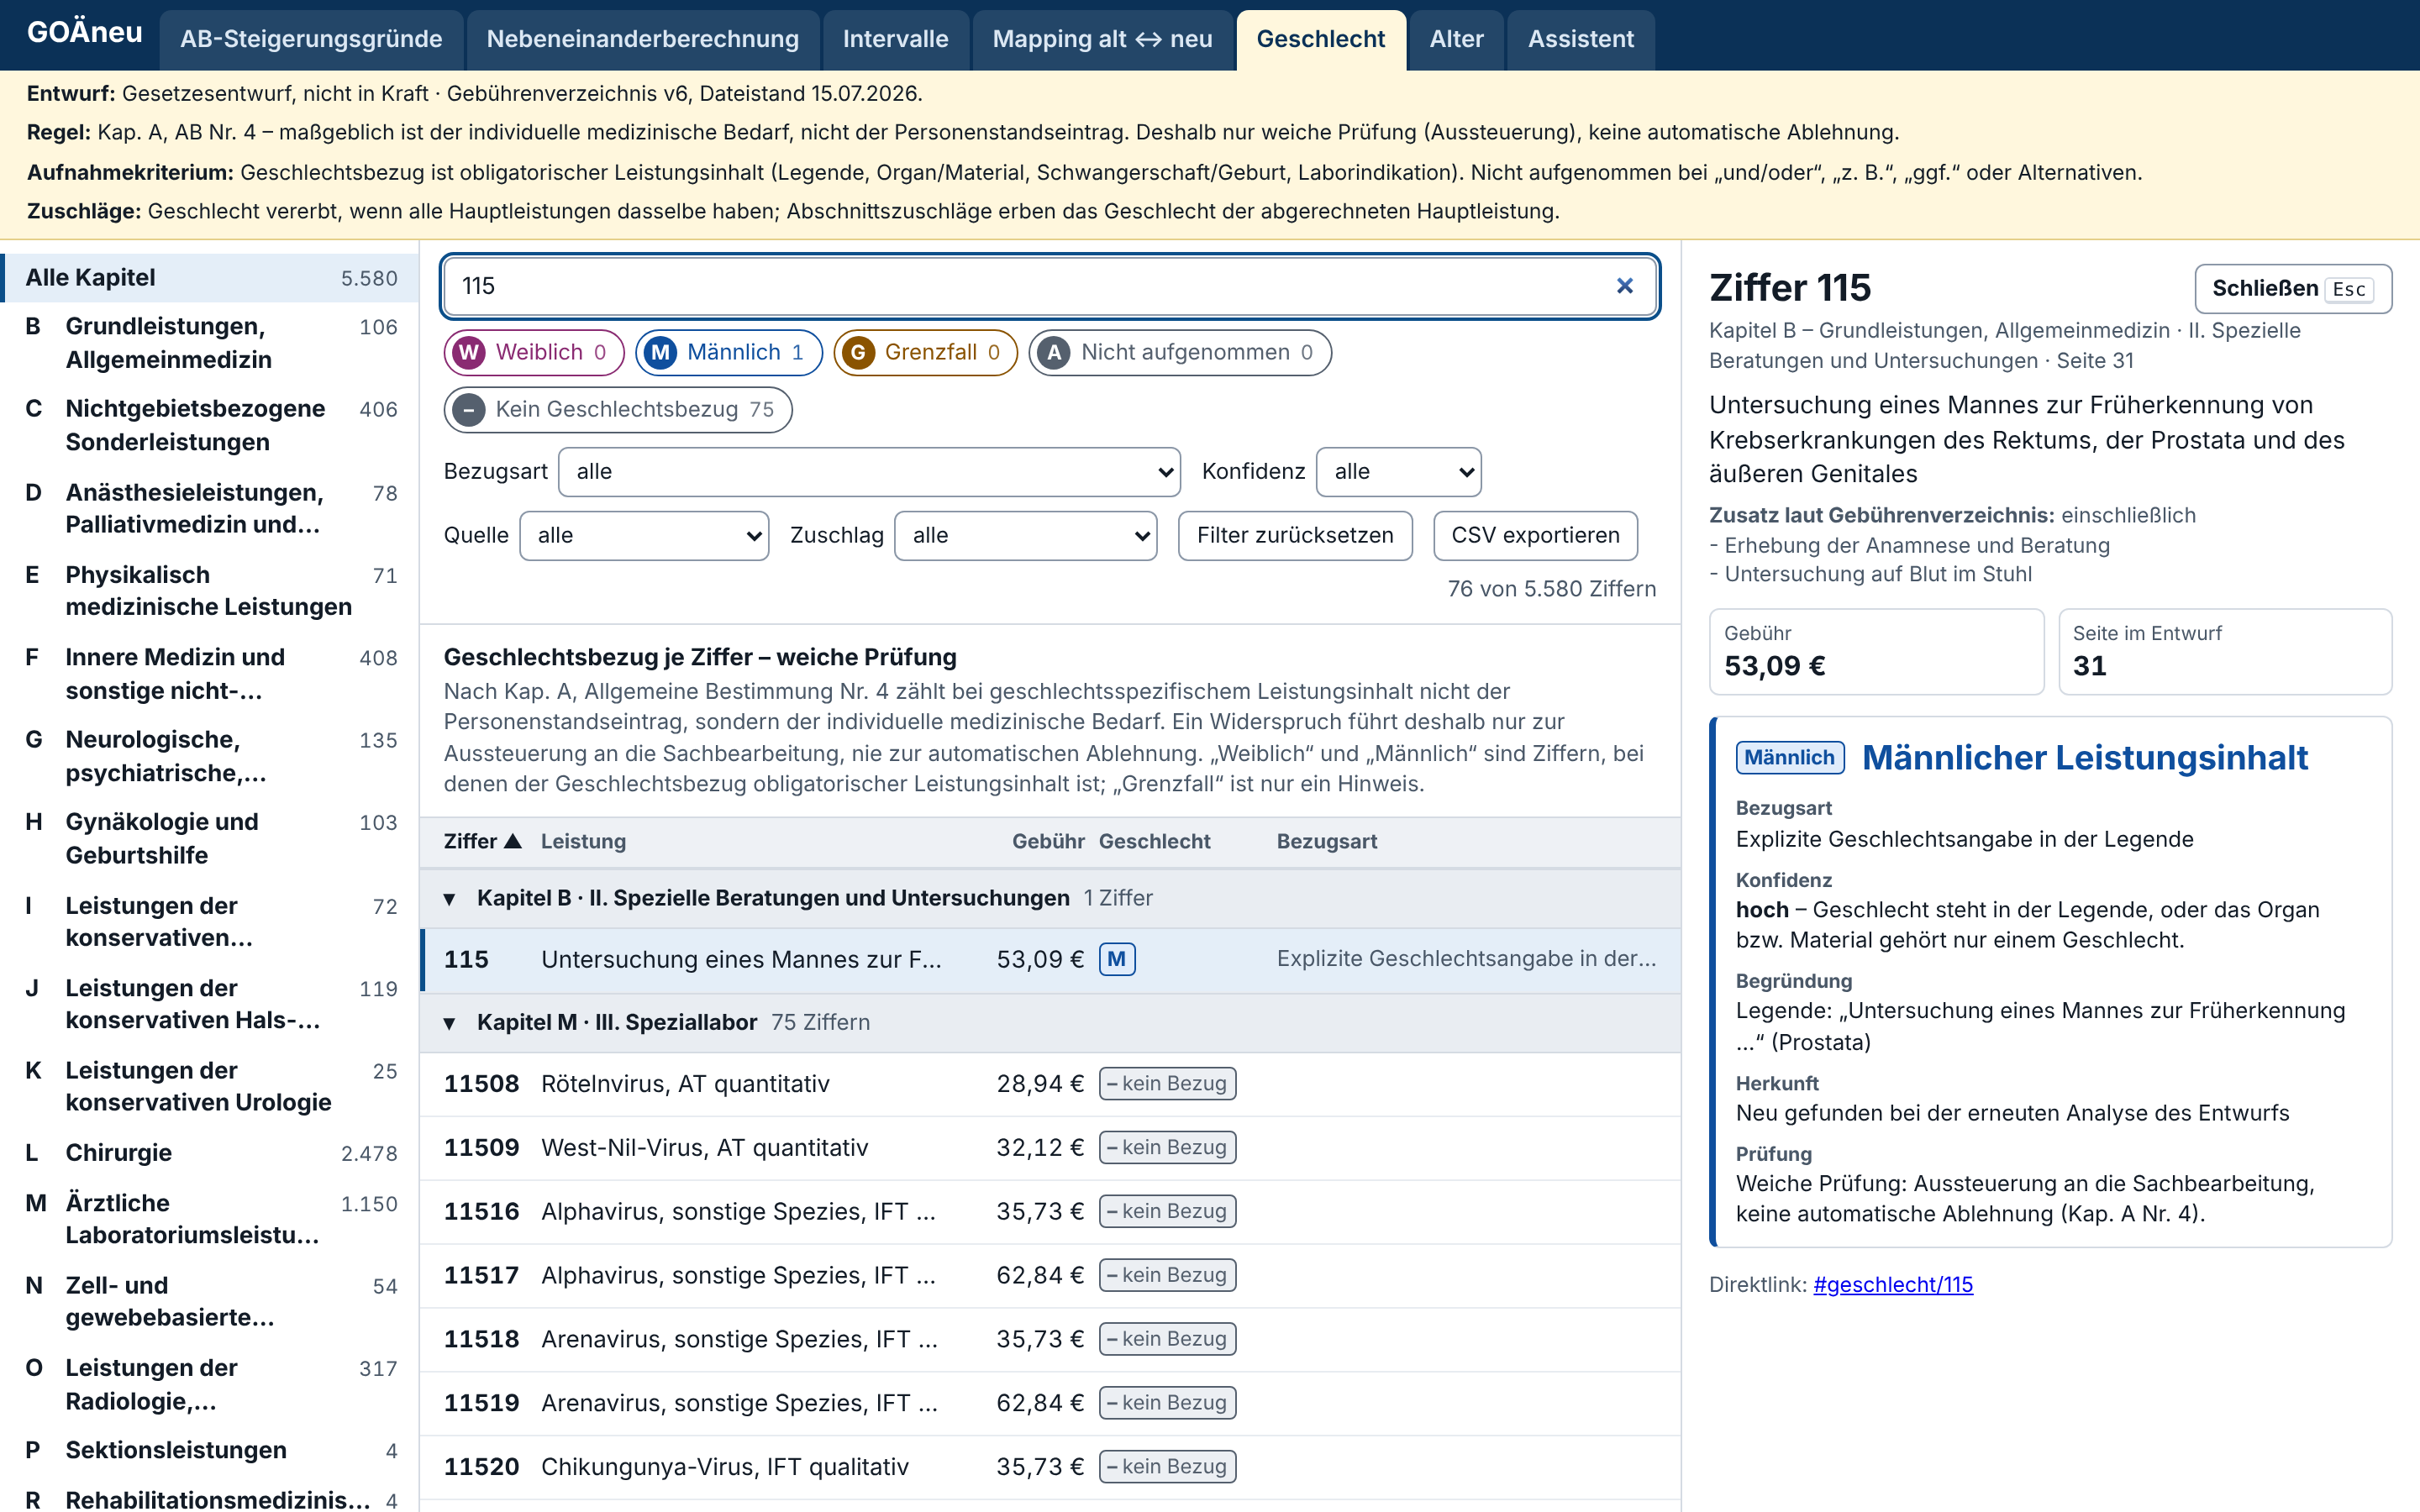 GOÄneu AB-Steigerungsgründe Nebeneinanderberechnung Intervalle Mapping alt ↔ neu Geschlecht Alter Assistent
Entwurf: Gesetzesentwurf, nicht in Kraft · Gebührenverzeichnis v6, Dateistand 15.07.2026.
Regel: Kap. A, AB Nr. 4 – maßgeblich ist der individuelle medizinische Bedarf, nicht der Personenstandseintrag. Deshalb nur weiche Prüfung (Aussteuerung), keine automatische Ablehnung.
Aufnahmekriterium: Geschlechtsbezug ist obligatorischer Leistungsinhalt (Legende, Organ/Material, Schwangerschaft/Geburt, Laborindikation). Nicht aufgenommen bei „und/oder“, „z. B.“, „ggf.“ oder Alternativen.
Zuschläge: Geschlecht vererbt, wenn alle Hauptleistungen dasselbe haben; Abschnittszuschläge erben das Geschlecht der abgerechneten Hauptleistung.
Alle Kapitel 5.580
B Grundleistungen, 106
Allgemeinmedizin
C Nichtgebietsbezogene 406
Sonderleistungen
D Anästhesieleistungen, 78
Palliativmedizin und...
E Physikalisch 71
medizinische Leistungen
F Innere Medizin und 408
sonstige nicht-...
G Neurologische, 135
psychiatrische,...
H Gynäkologie und 103
Geburtshilfe
I Leistungen der 72
konservativen...
J Leistungen der 119
konservativen Hals-...
K Leistungen der 25
konservativen Urologie
L Chirurgie 2.478
M Ärztliche 1.150
Laboratoriumsleistu...
N Zell- und 54
gewebebasierte...
O Leistungen der 317
Radiologie,...
P Sektionsleistungen 4
R Rehabilitationsmedizinis... 4
115 ×
W Weiblich 0 M Männlich 1 G Grenzfall 0 A Nicht aufgenommen 0
– Kein Geschlechtsbezug 75
Bezugsart alle Konfidenz alle
Quelle alle Zuschlag alle Filter zurücksetzen CSV exportieren
76 von 5.580 Ziffern
Geschlechtsbezug je Ziffer – weiche Prüfung
Nach Kap. A, Allgemeine Bestimmung Nr. 4 zählt bei geschlechtsspezifischem Leistungsinhalt nicht der
Personenstandseintrag, sondern der individuelle medizinische Bedarf. Ein Widerspruch führt deshalb nur zur
Aussteuerung an die Sachbearbeitung, nie zur automatischen Ablehnung. „Weiblich“ und „Männlich“ sind Ziffern, bei
denen der Geschlechtsbezug obligatorischer Leistungsinhalt ist; „Grenzfall“ ist nur ein Hinweis.
Ziffer ▲ Leistung Gebühr Geschlecht Bezugsart
▼ Kapitel B · II. Spezielle Beratungen und Untersuchungen 1 Ziffer
115 Untersuchung eines Mannes zur F... 53,09 € M Explizite Geschlechtsangabe in der...
▼ Kapitel M · III. Speziallabor 75 Ziffern
11508 Rötelnvirus, AT quantitativ 28,94 € – kein Bezug
11509 West-Nil-Virus, AT quantitativ 32,12 € – kein Bezug
11516 Alphavirus, sonstige Spezies, IFT ... 35,73 € – kein Bezug
11517 Alphavirus, sonstige Spezies, IFT ... 62,84 € – kein Bezug
11518 Arenavirus, sonstige Spezies, IFT ... 35,73 € – kein Bezug
11519 Arenavirus, sonstige Spezies, IFT ... 62,84 € – kein Bezug
11520 Chikungunya-Virus, IFT qualitativ 35,73 € – kein Bezug
Ziffer 115 Schließen Esc
Kapitel B – Grundleistungen, Allgemeinmedizin · II. Spezielle
Beratungen und Untersuchungen · Seite 31
Untersuchung eines Mannes zur Früherkennung von
Krebserkrankungen des Rektums, der Prostata und des
äußeren Genitales
Zusatz laut Gebührenverzeichnis: einschließlich
- Erhebung der Anamnese und Beratung
- Untersuchung auf Blut im Stuhl
Gebühr
53,09 €
Seite im Entwurf
31
Männlich Männlicher Leistungsinhalt
Bezugsart
Explizite Geschlechtsangabe in der Legende
Konfidenz
hoch – Geschlecht steht in der Legende, oder das Organ
bzw. Material gehört nur einem Geschlecht.
Begründung
Legende: „Untersuchung eines Mannes zur Früherkennung
...“ (Prostata)
Herkunft
Neu gefunden bei der erneuten Analyse des Entwurfs
Prüfung
Weiche Prüfung: Aussteuerung an die Sachbearbeitung,
keine automatische Ablehnung (Kap. A Nr. 4).
Direktlink: #geschlecht/115